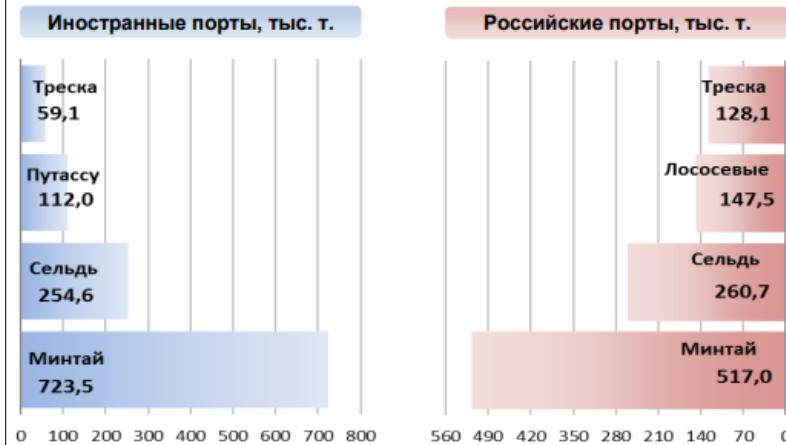 Иностранные порты, тыс. т.
Треска
59,1
Путассу
112,0
Сельдь
254,6
Минтай
723,5
0 100 200 300 400 500 600 700 800
Российские порты, тыс. т.
Треска
128,1
Лососевые
147,5
Сельдь
260,7
Минтай
517,0
560 490 420 350 280 210 140 70 0